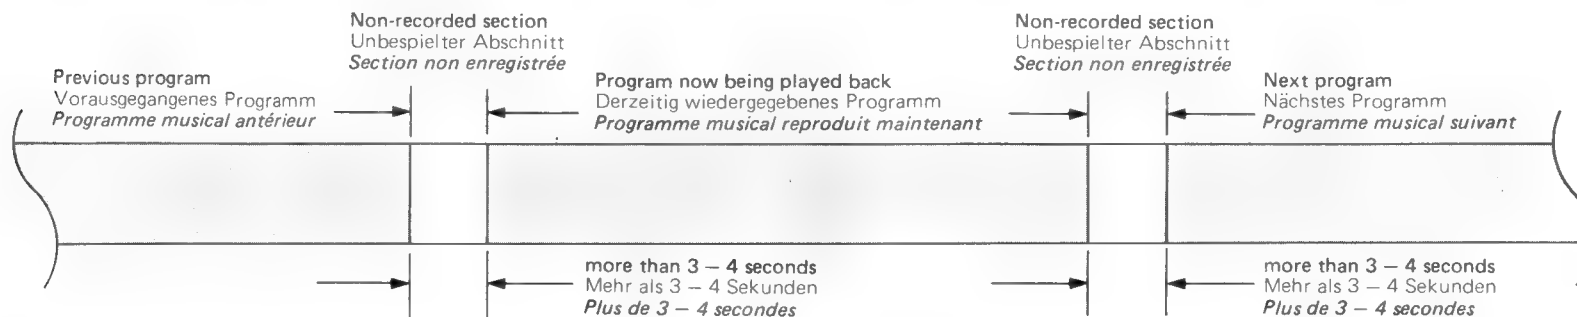 Non-recorded section
Unbespielter Abschnitt
Section non enregistrée
Non-recorded section
Unbespielter Abschnitt
Section non enregistrée
Previous program
Vorausgegangenes Programm
Programme musical antérieur
Program now being played back
Derzeitig wiedergegebenes Programm
Programme musical reproduit maintenant
Next program
Nächstes Programm
Programme musical suivant
more than 3 – 4 seconds
Mehr als 3 – 4 Sekunden
Plus de 3 – 4 secondes
more than 3 – 4 seconds
Mehr als 3 – 4 Sekunden
Plus de 3 – 4 secondes